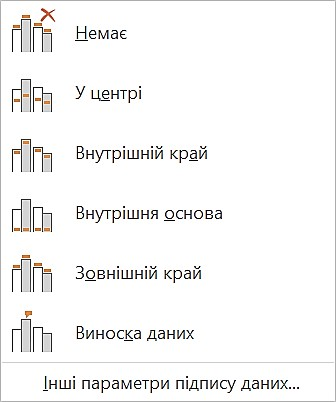 Немає
У центрі
Внутрішній край
Внутрішня основа
Зовнішній край
Виноска даних
Інші параметри підпису даних...